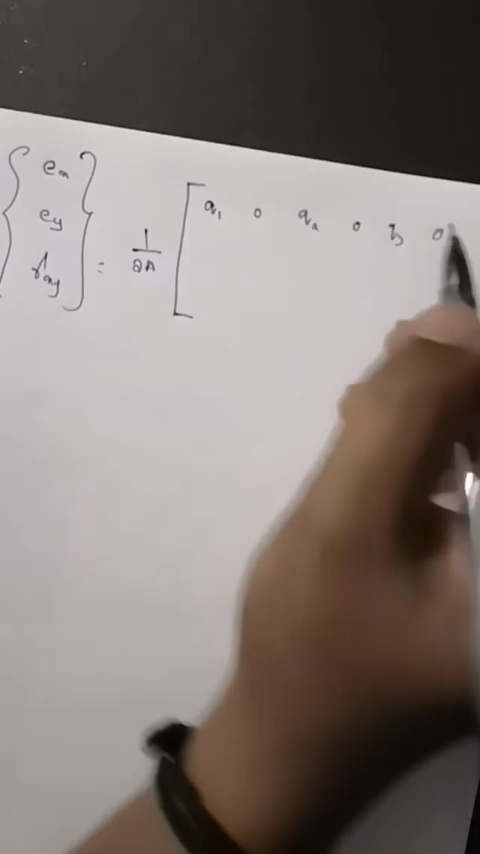 {ex
ey
γxy} = 1/2A [a₁ 0 a₂ 0 a₃ 0